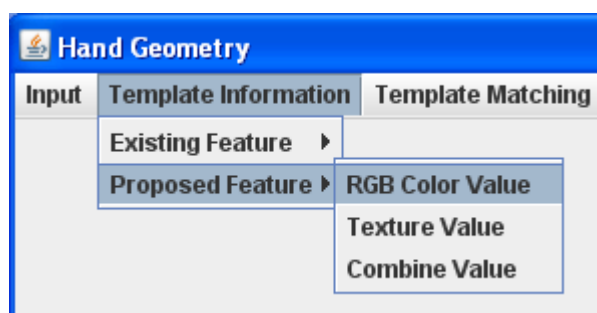 Hand Geometry
Input Template Information Template Matching
Existing Feature
Proposed Feature RGB Color Value
Texture Value
Combine Value